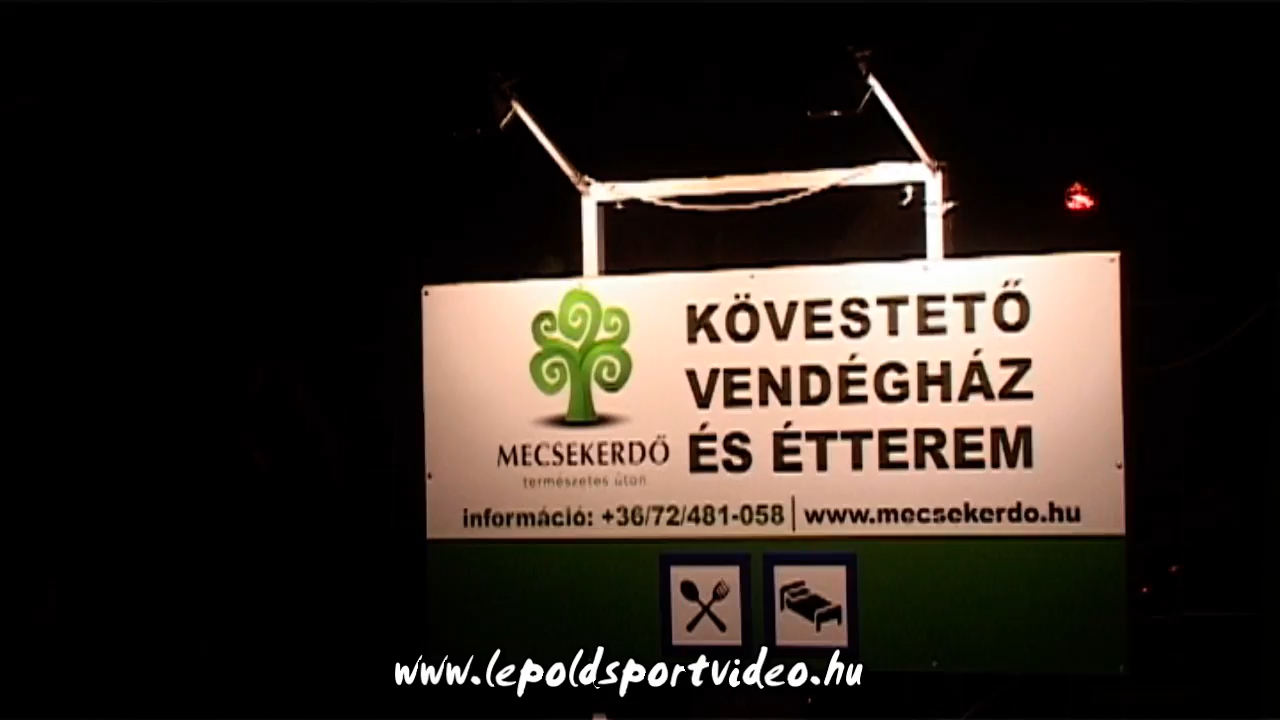 KÖVESTETŐ
VENDÉGHÁZ
ÉS ÉTTEREM
MECSEKERDŐ
természetes úton
információ: +36/72/481-058 | www.mecsekerdo.hu
www.lepoldsportvideo.hu